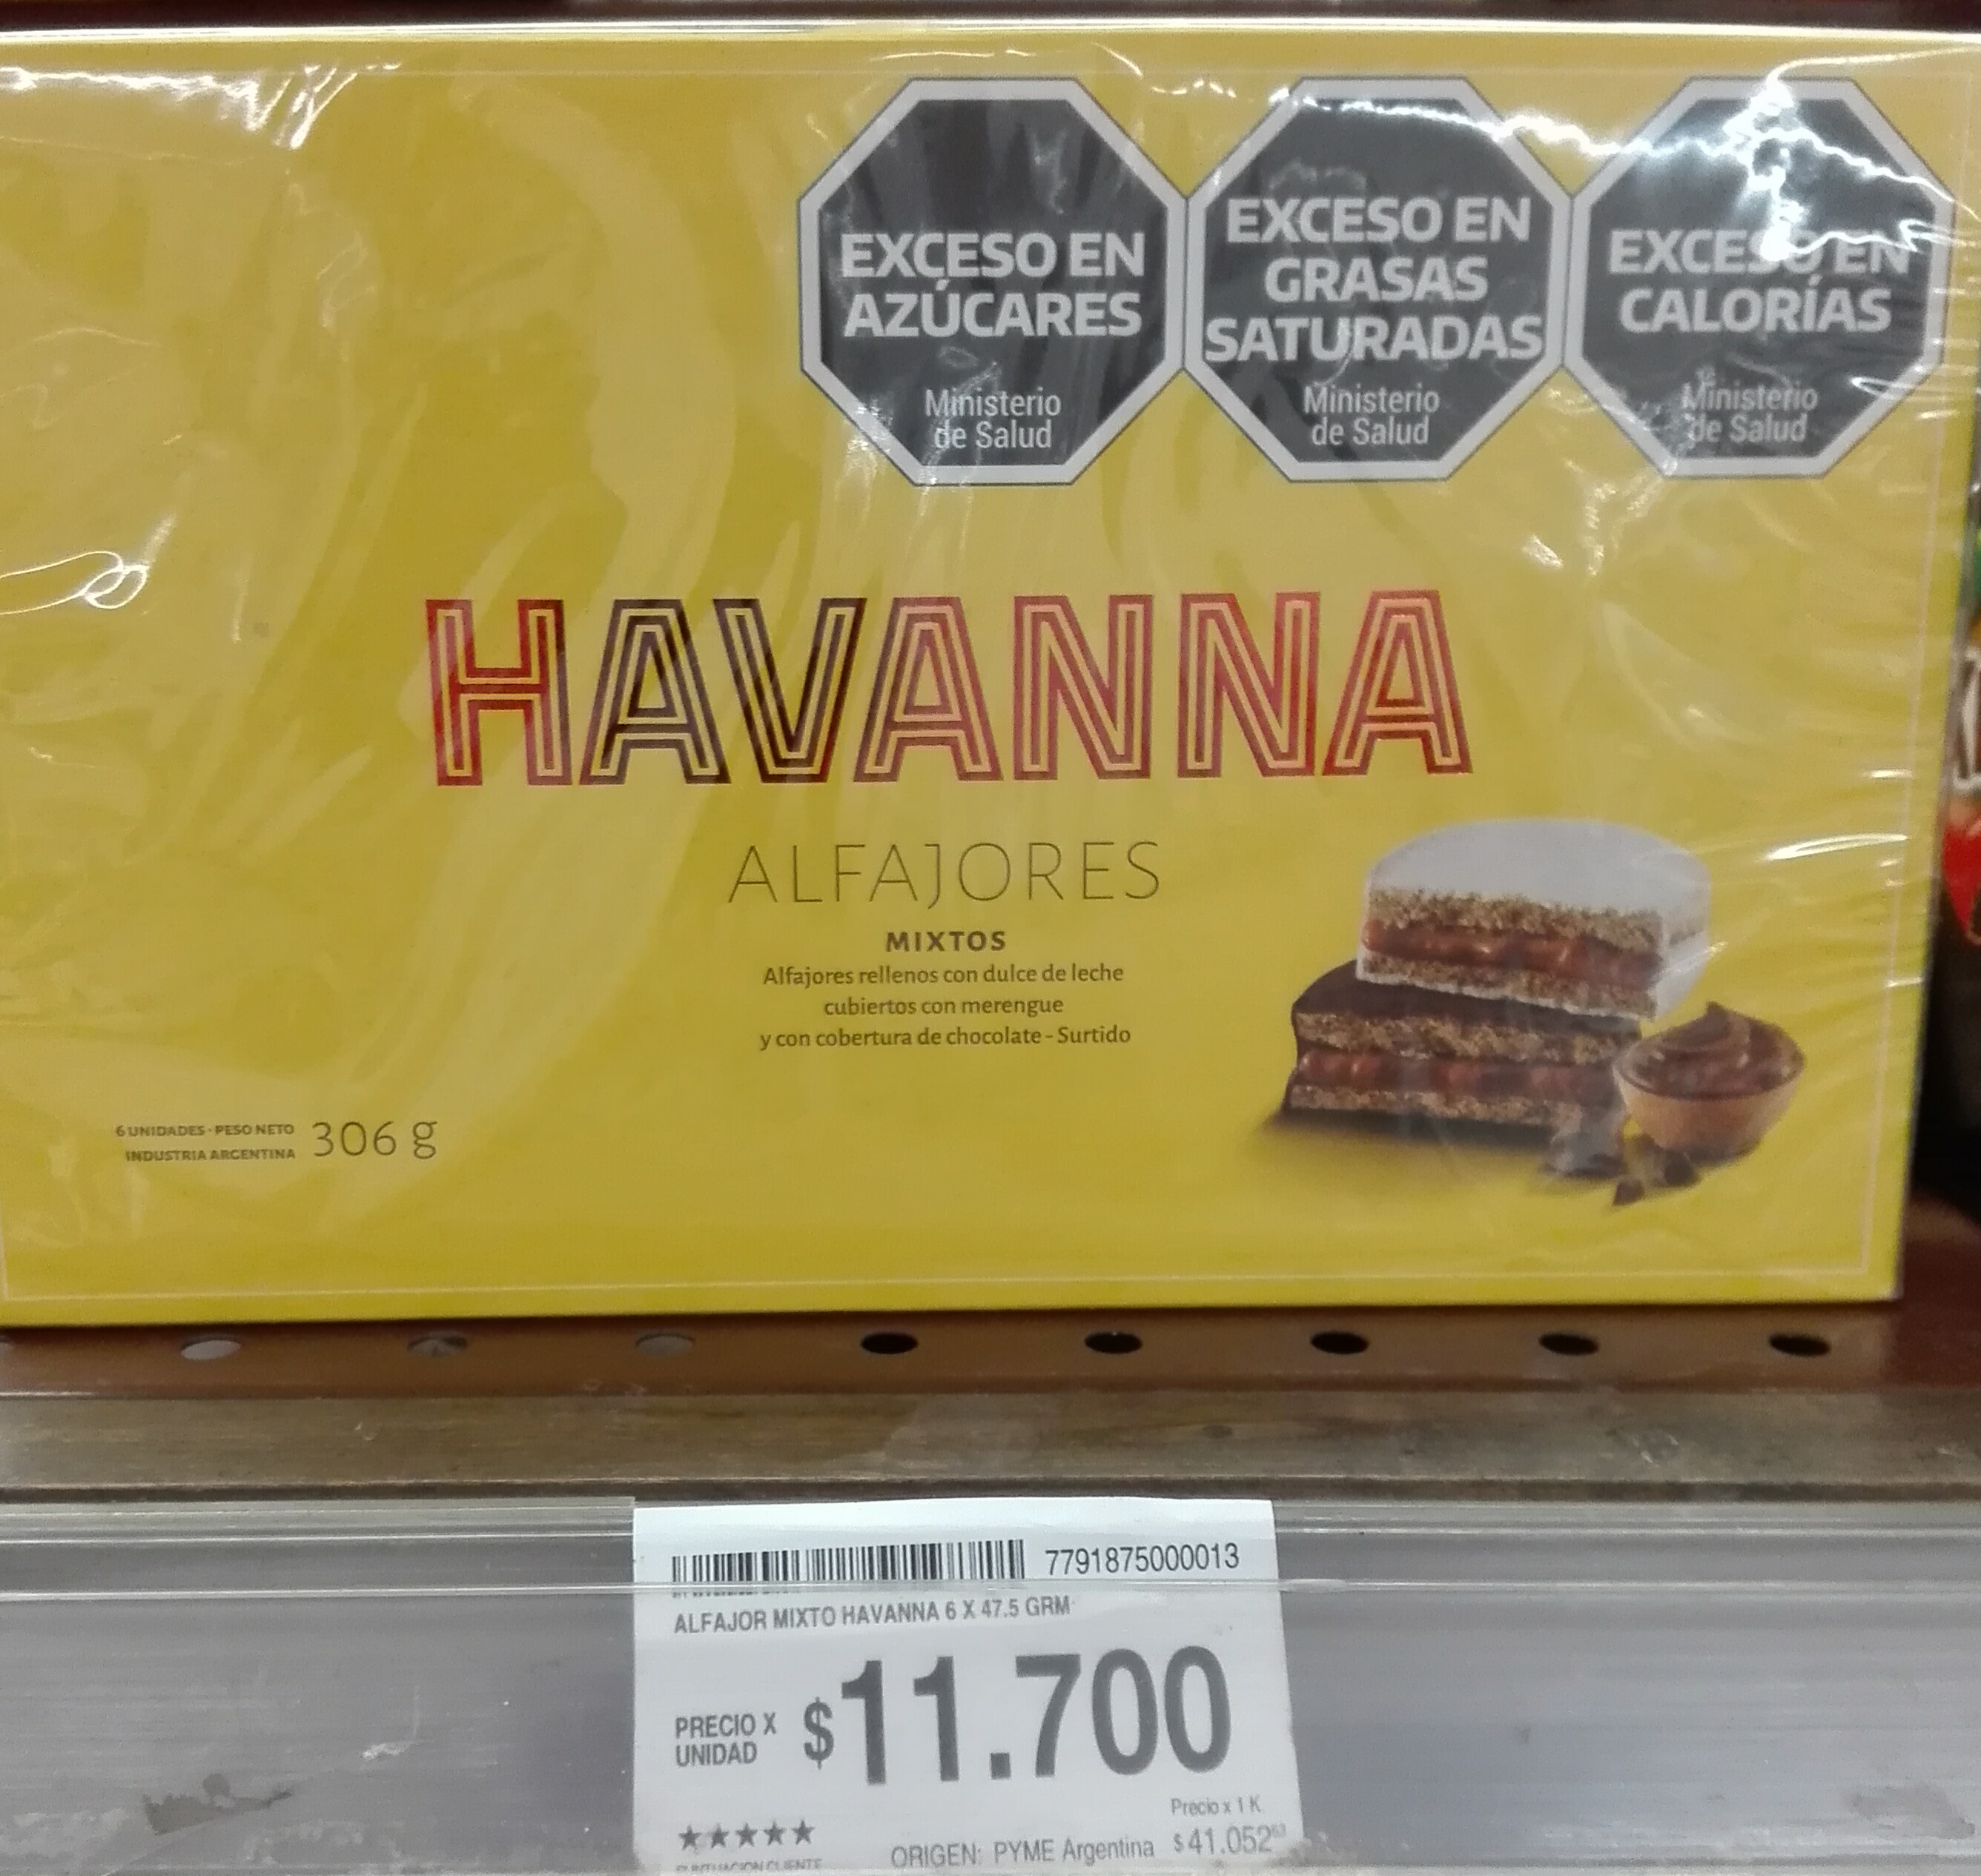 EXCESO EN
AZÚCARES
Ministerio
de Salud
EXCESO EN
GRASAS
SATURADAS
Ministerio
de Salud
EXCESO EN
CALORÍAS
Ministerio
de Salud
HAVANNA
ALFAJORES
MIXTOS
Alfajores rellenos con dulce de leche
cubiertos con merengue
y con cobertura de chocolate - Surtido
6 UNIDADES · PESO NETO
INDUSTRIA ARGENTINA
306 g
7791875000013
ALFAJOR MIXTO HAVANNA 6 X 47.5 GRM
PRECIO X
UNIDAD
$11.700
Precio x 1 K
ORIGEN: PYME Argentina $41.052
PUNTUACION CLIENTE